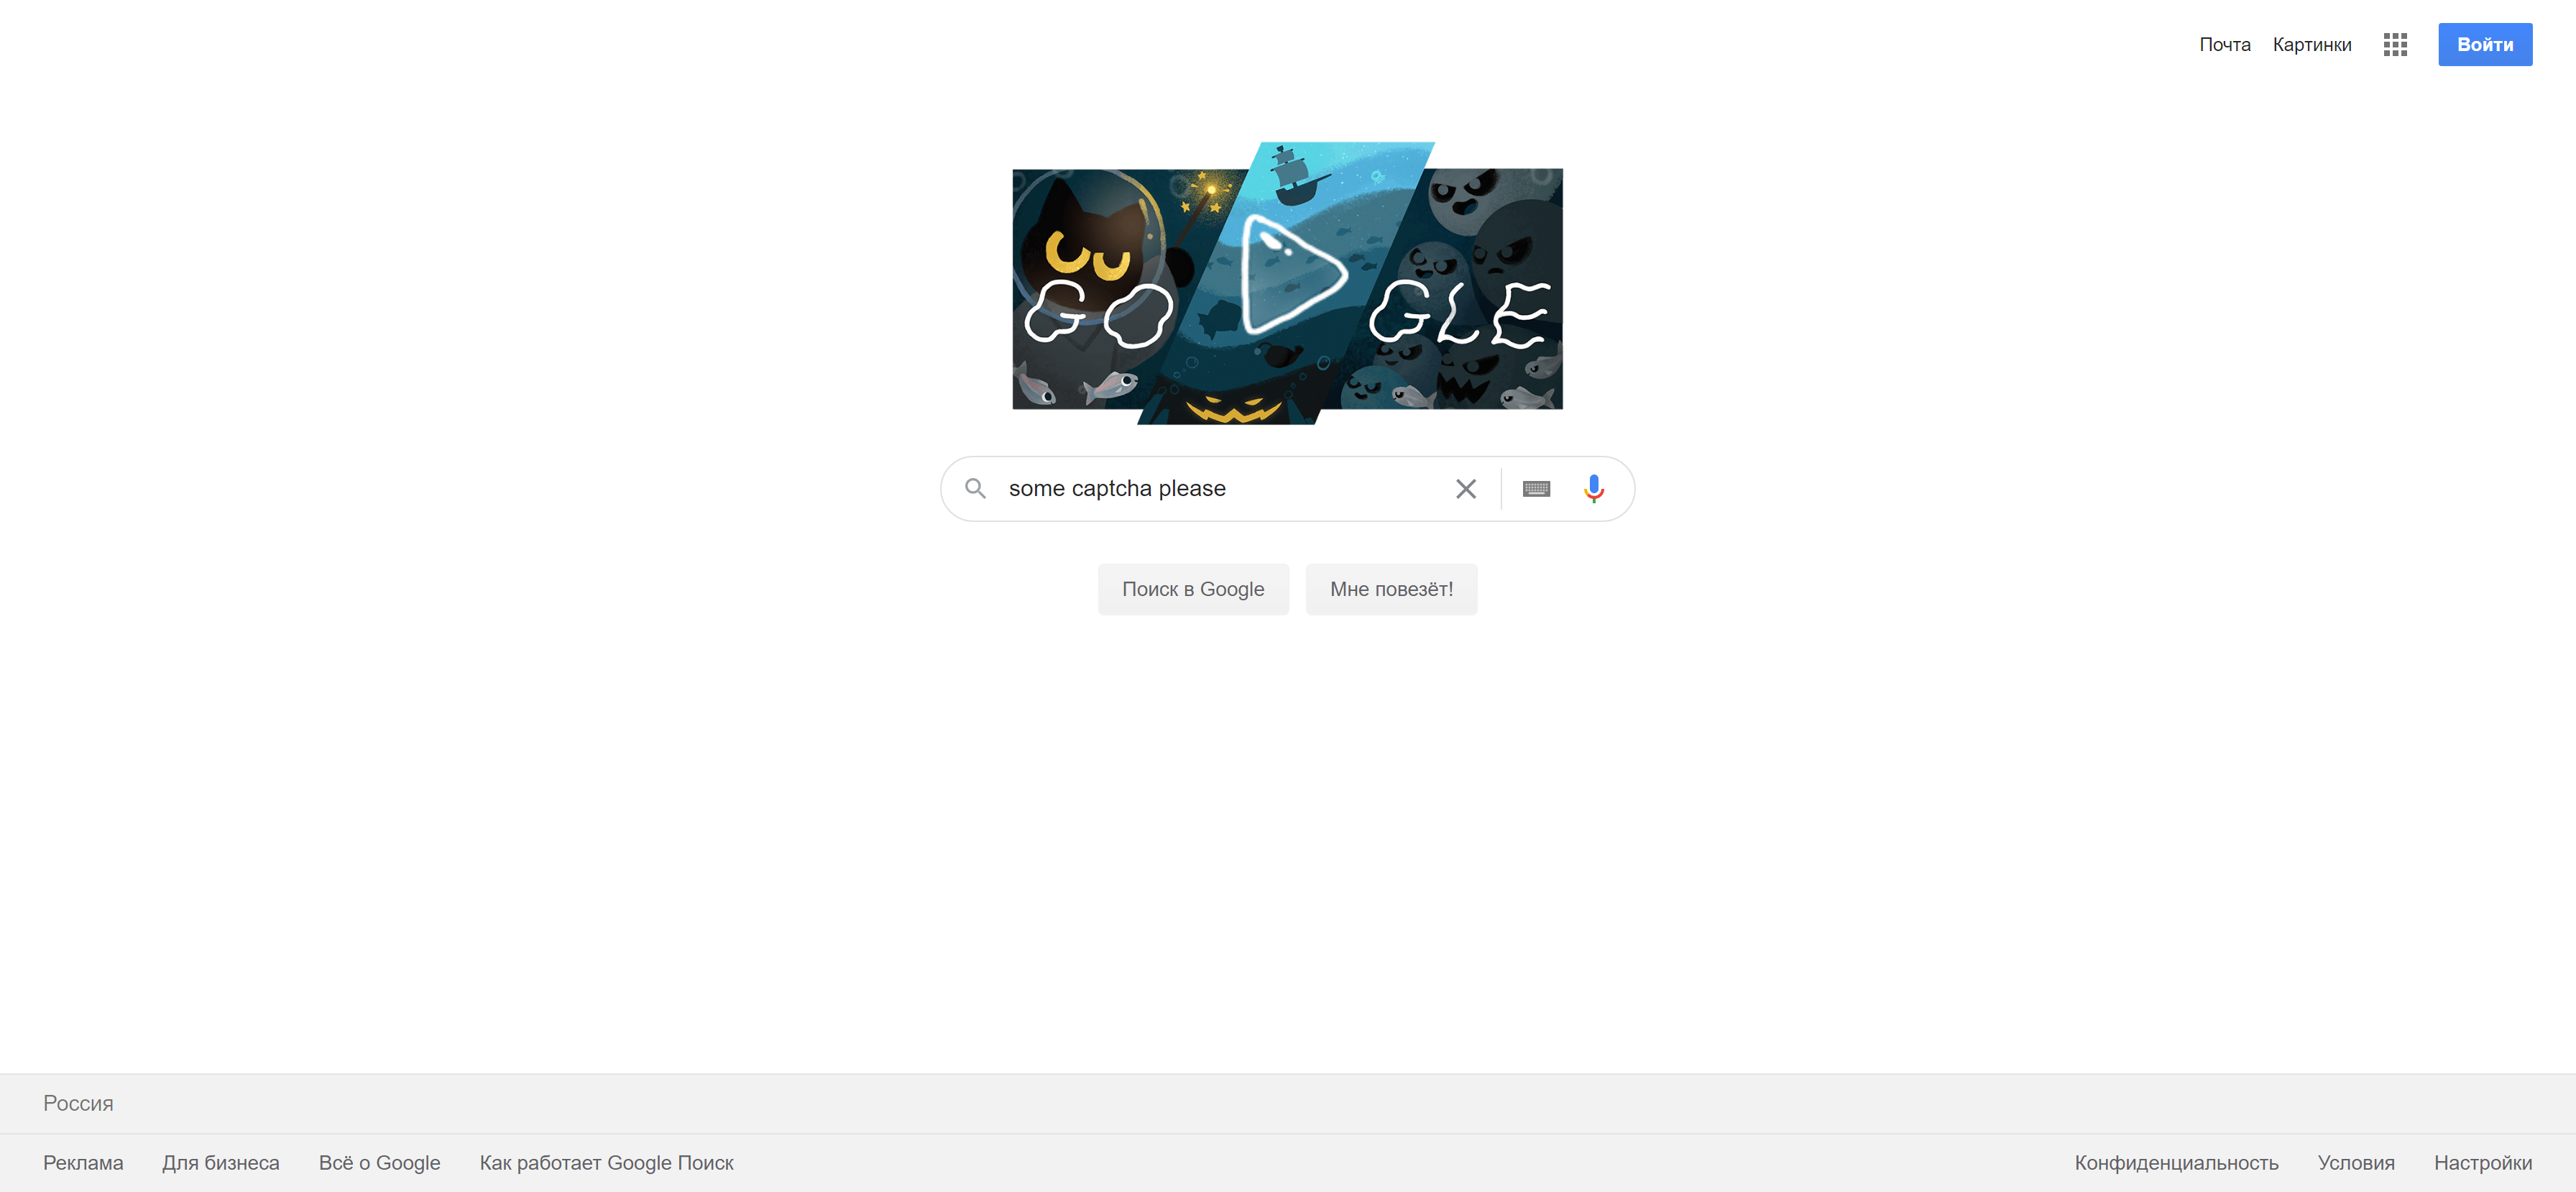 Почта Картинки Войти
GO GLE
some captcha please
Поиск в Google Мне повезёт!
Россия
Реклама Для бизнеса Всё о Google Как работает Google Поиск Конфиденциальность Условия Настройки